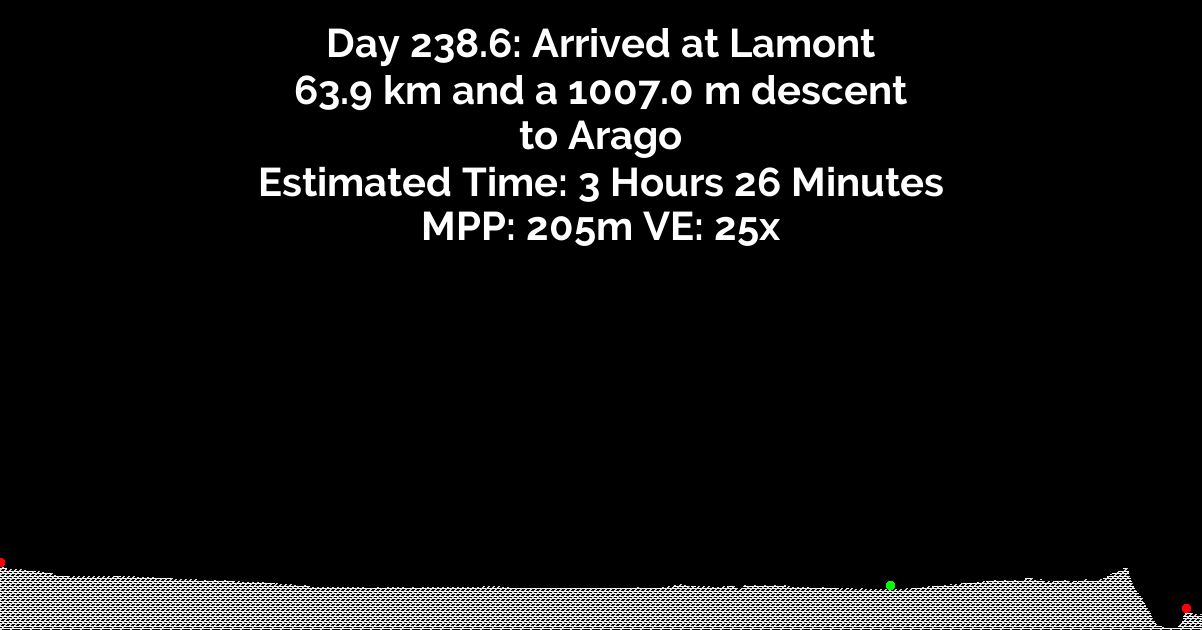 Day 238.6: Arrived at Lamont
63.9 km and a 1007.0 m descent
to Arago
Estimated Time: 3 Hours 26 Minutes
MPP: 205m VE: 25x